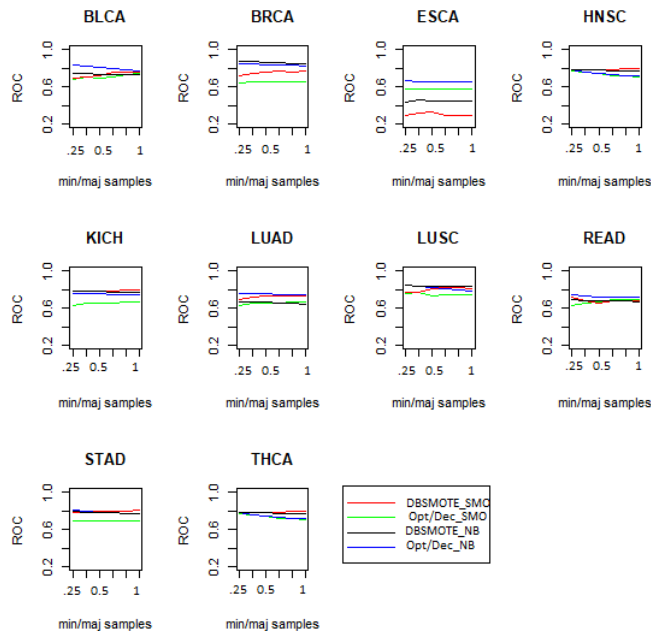 BLCA BRCA ESCA HNSC
ROC 0.2 0.6 1.0 ROC 0.2 0.6 1.0 ROC 0.2 0.6 1.0 ROC 0.2 0.6 1.0
.25 0.5 1 .25 0.5 1 .25 0.5 1 .25 0.5 1
min/maj samples min/maj samples min/maj samples min/maj samples
KICH LUAD LUSC READ
ROC 0.2 0.6 1.0 ROC 0.2 0.6 1.0 ROC 0.2 0.6 1.0 ROC 0.2 0.6 1.0
.25 0.5 1 .25 0.5 1 .25 0.5 1 .25 0.5 1
min/maj samples min/maj samples min/maj samples min/maj samples
STAD THCA
ROC 0.2 0.6 1.0 ROC 0.2 0.6 1.0
.25 0.5 1 .25 0.5 1
min/maj samples min/maj samples
DBSMOTE_SMO
Opt/Dec_SMO
DBSMOTE_NB
Opt/Dec_NB